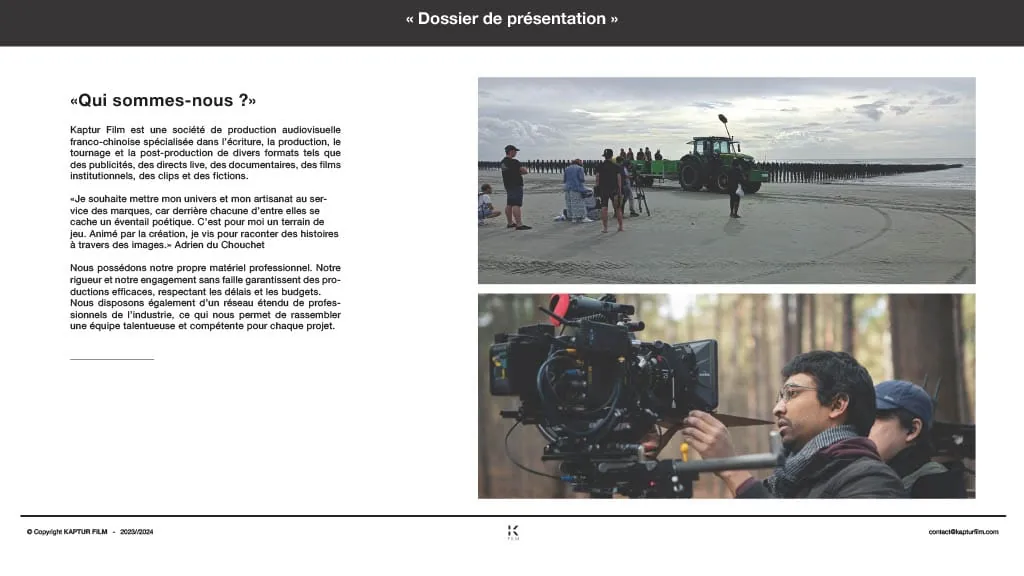 « Dossier de présentation »
«Qui sommes-nous ?»
Kaptur Film est une société de production audiovisuelle
franco-chinoise spécialisée dans l’écriture, la production, le
tournage et la post-production de divers formats tels que
des publicités, des directs live, des documentaires, des films
institutionnels, des clips et des fictions.
«Je souhaite mettre mon univers et mon artisanat au ser-
vice des marques, car derrière chacune d’entre elles se
cache un éventail poétique. C’est pour moi un terrain de
jeu. Animé par la création, je vis pour raconter des histoires
à travers des images.» Adrien du Chouchet
Nous possédons notre propre matériel professionnel. Notre
rigueur et notre engagement sans faille garantissent des pro-
ductions efficaces, respectant les délais et les budgets.
Nous disposons également d’un réseau étendu de profes-
sionnels de l’industrie, ce qui nous permet de rassembler
une équipe talentueuse et compétente pour chaque projet.
© Copyright KAPTUR FILM - 2023//2024
K
FILM
contact@kapturfilm.com